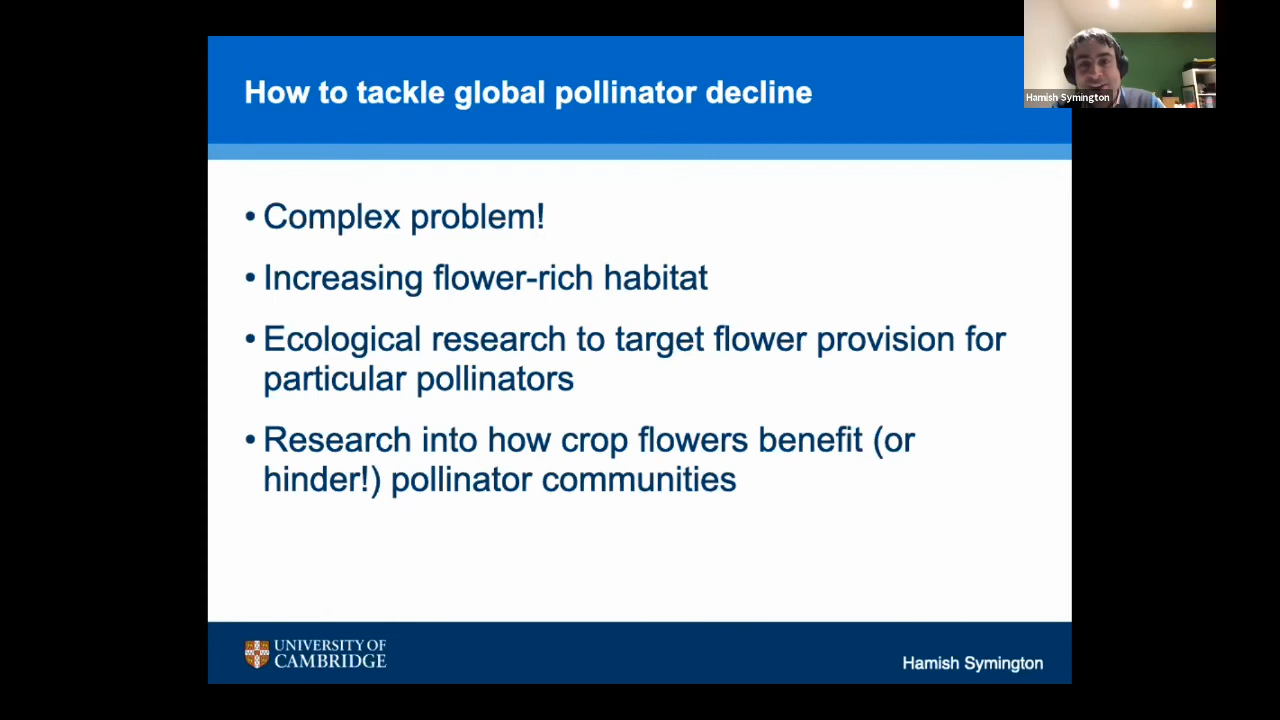 How to tackle global pollinator decline
Hamish Symington
• Complex problem!
• Increasing flower-rich habitat
• Ecological research to target flower provision for
particular pollinators
• Research into how crop flowers benefit (or
hinder!) pollinator communities
UNIVERSITY OF
CAMBRIDGE
Hamish Symington